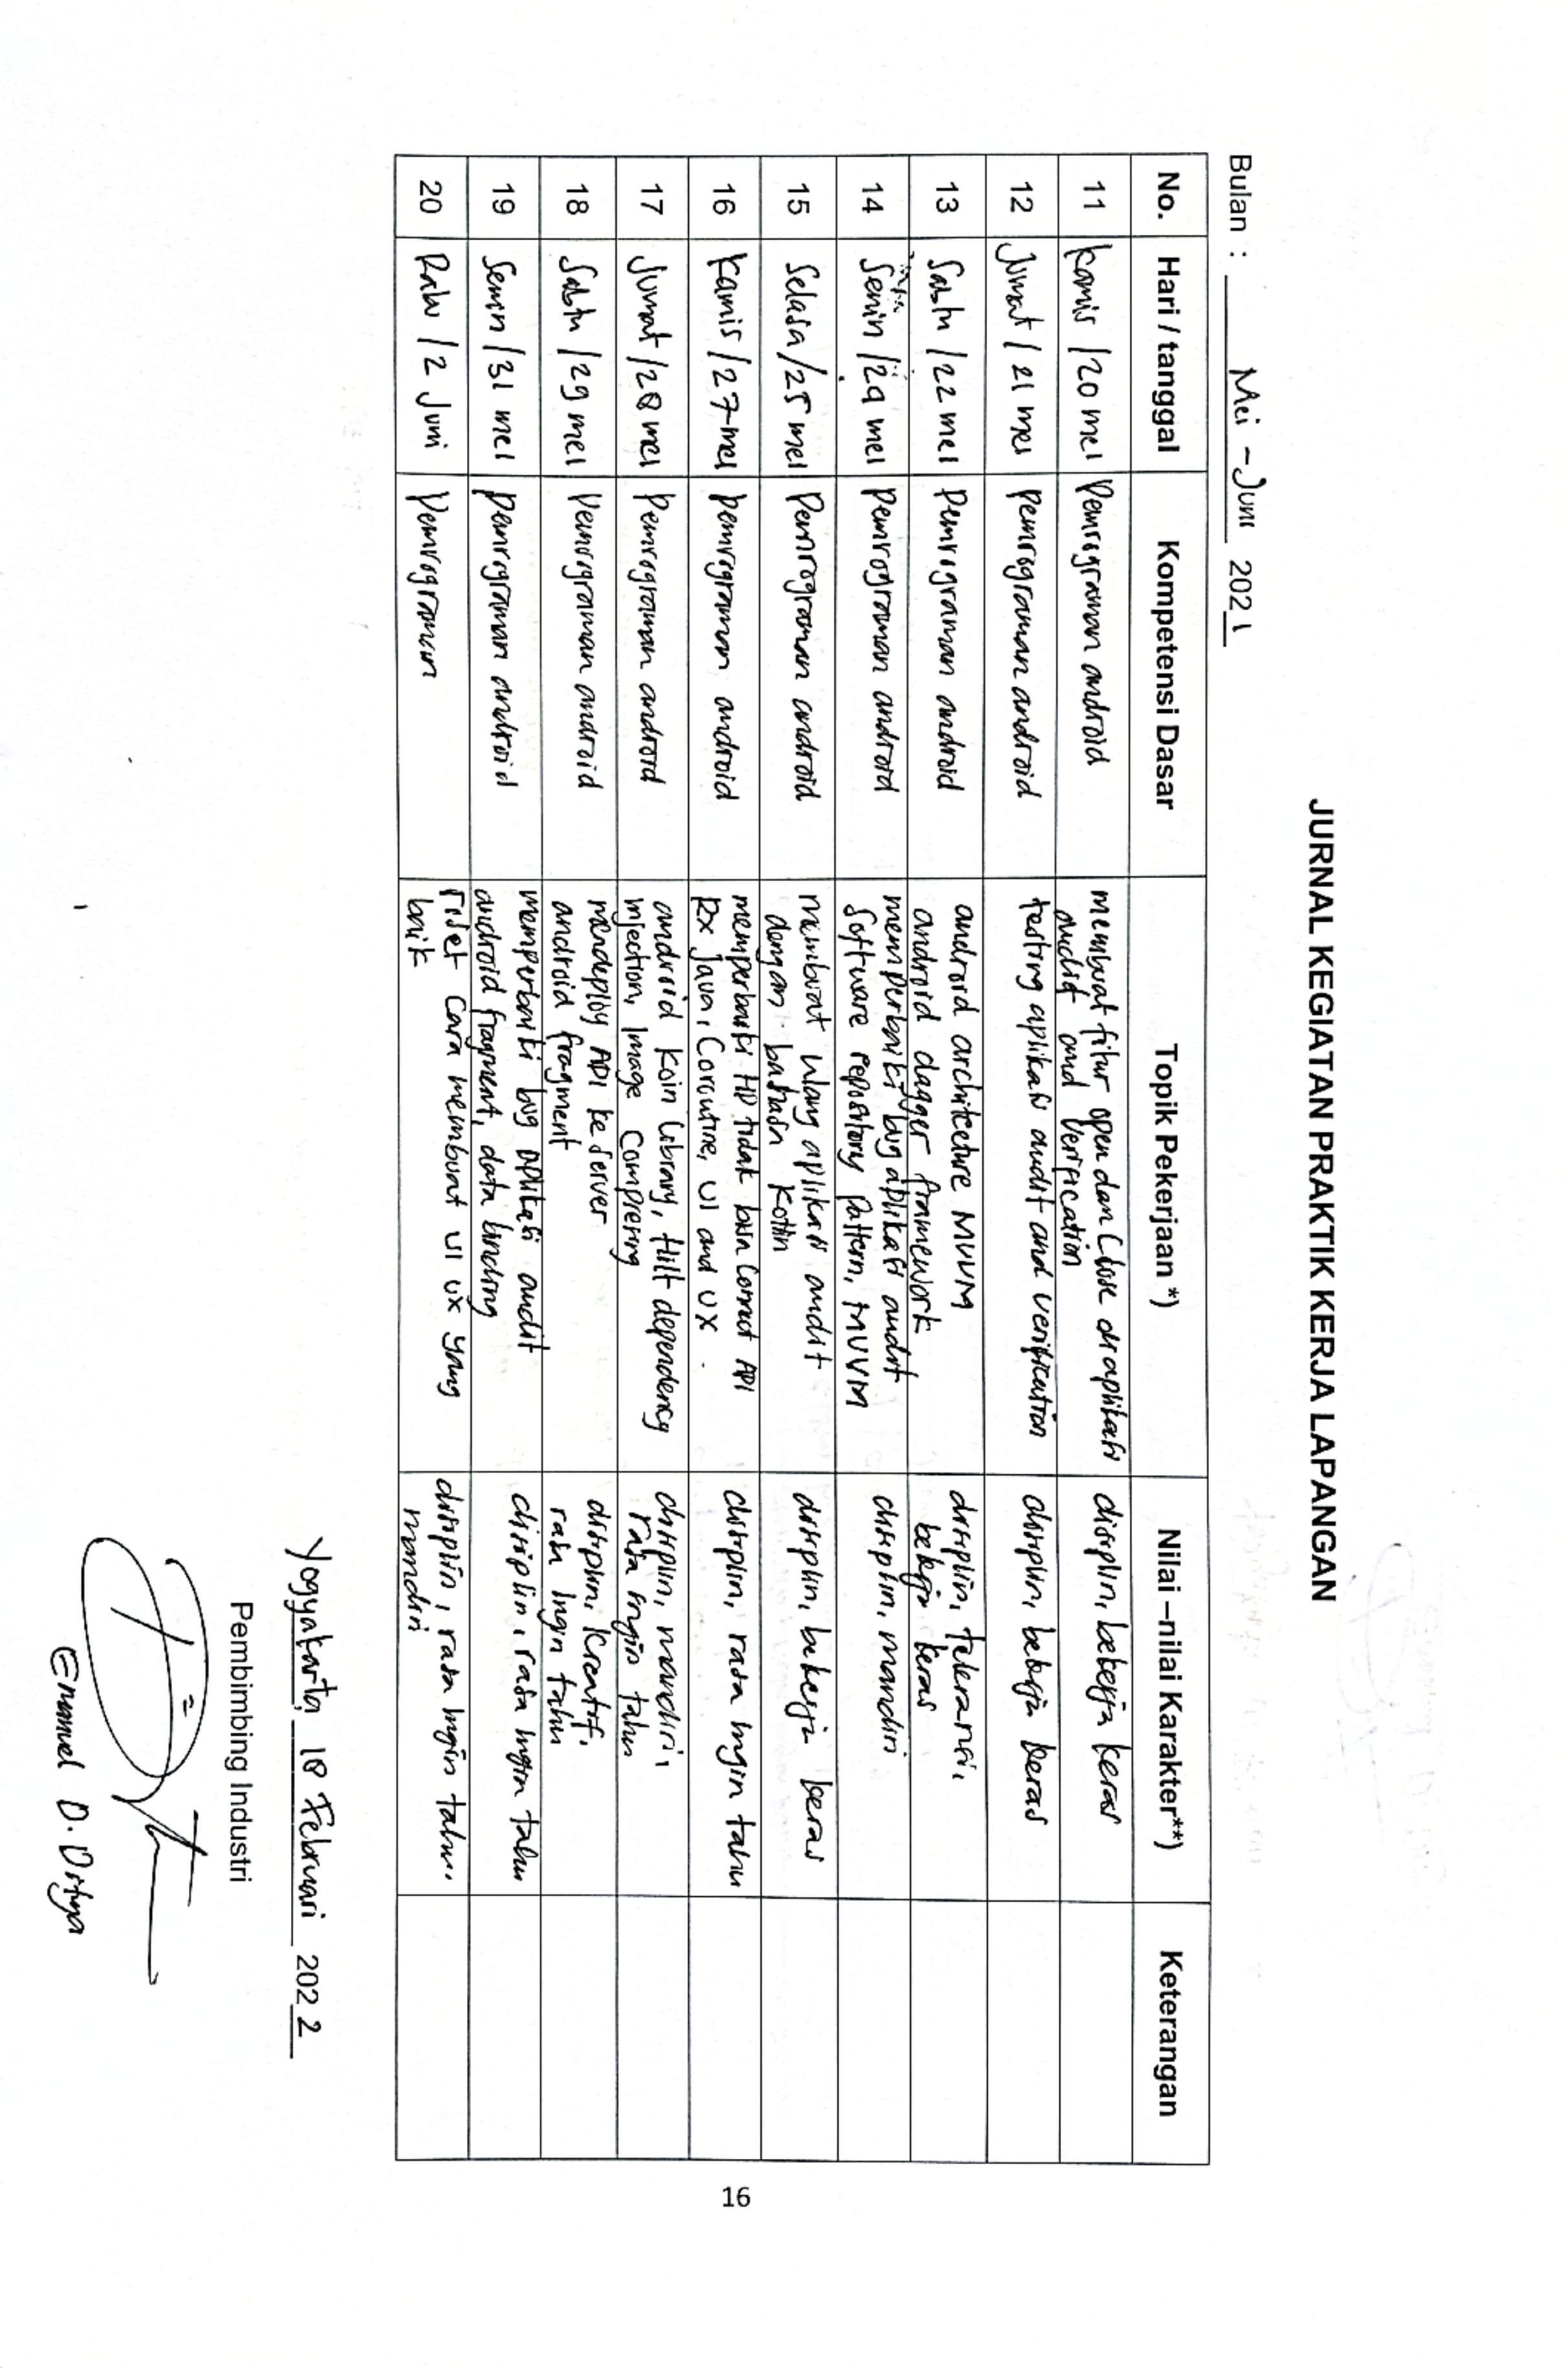 JURNAL KEGIATAN PRAKTIK KERJA LAPANGAN
Bulan : Mei - Juni 2021
No. Hari / tanggal Kompetensi Dasar Topik Pekerjaan *) Nilai –nilai Karakter**) Keterangan
11 Kamis /20 mei Pemrograman android membuat fitur open dan Close di aplikasi disiplin, bekerja keras
audit and Verification
12 Jumat / 21 mei Pemrograman android testing aplikasi audit and verification disiplin, bekerja keras
13 Sabtu /22 mei Pemrograman android android architecture MVVM disiplin, toleransi,
android dagger framework bekerja keras
14 Senin /24 mei Pemrograman android memperbaiki bug aplikasi audit disiplin, mandiri
Software repository Pattern, MVVM
15 Selasa/25 mei Pemrograman android membuat ulang aplikasi audit disiplin, bekerja keras
dengan bahasa Kotlin
16 Kamis /27 mei Pemrograman android memperbaiki HP tidak bisa Connect API disiplin, rasa ingin tahu
Rx java, Coroutine, UI and UX
17 Jumat /28 mei Pemrograman android android Koin Library, Hilt dependency disiplin, mandiri,
injection, Image Compressing rasa ingin tahu
18 Sabtu /29 mei Pemrograman android mendeploy API ke server disiplin, Kreatif,
android fragment rasa ingin tahu
19 Senin /31 mei Pemrograman android memperbaiki bug aplikasi audit disiplin, rasa ingin tahu
android fragment, data binding
20 Rabu /2 Juni Pemrograman riset Cara membuat UI UX yang disiplin, rasa ingin tahu,
baik mandiri
Yogyakarta, 18 Februari 2022
Pembimbing Industri
D.
16